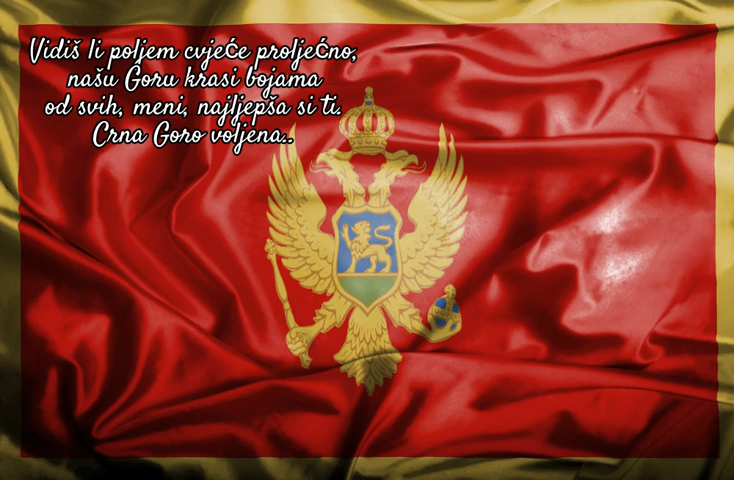 Vidiš li poljem cvjeće proljećno,
našu Goru krasi bojama
od svih, meni, najljepša si ti.
Crna Goro voljena..